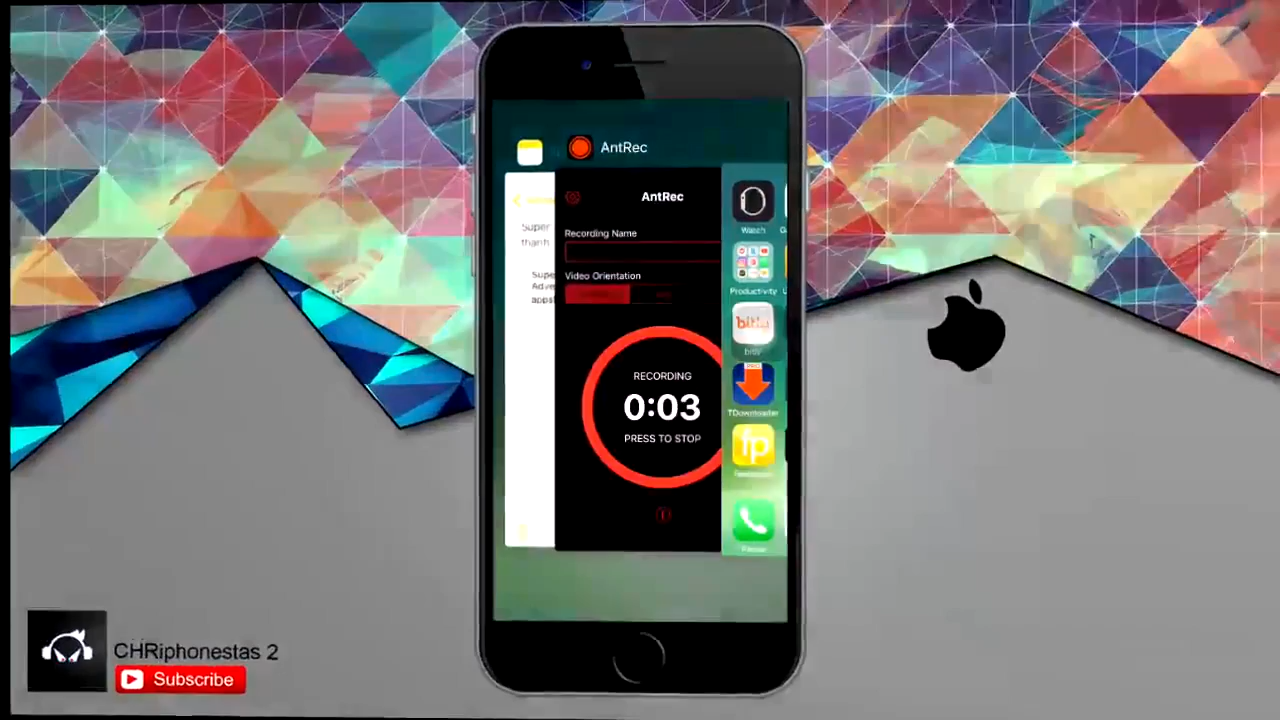 AntRec
AntRec
Super
thanh
Recording Name
Supe
Adve
apps
Video Orientation
RECORDING
0:03
PRESS TO STOP
Watch
Productivity
bitly
TDownloader
fp
CHRiphonestas 2
Subscribe